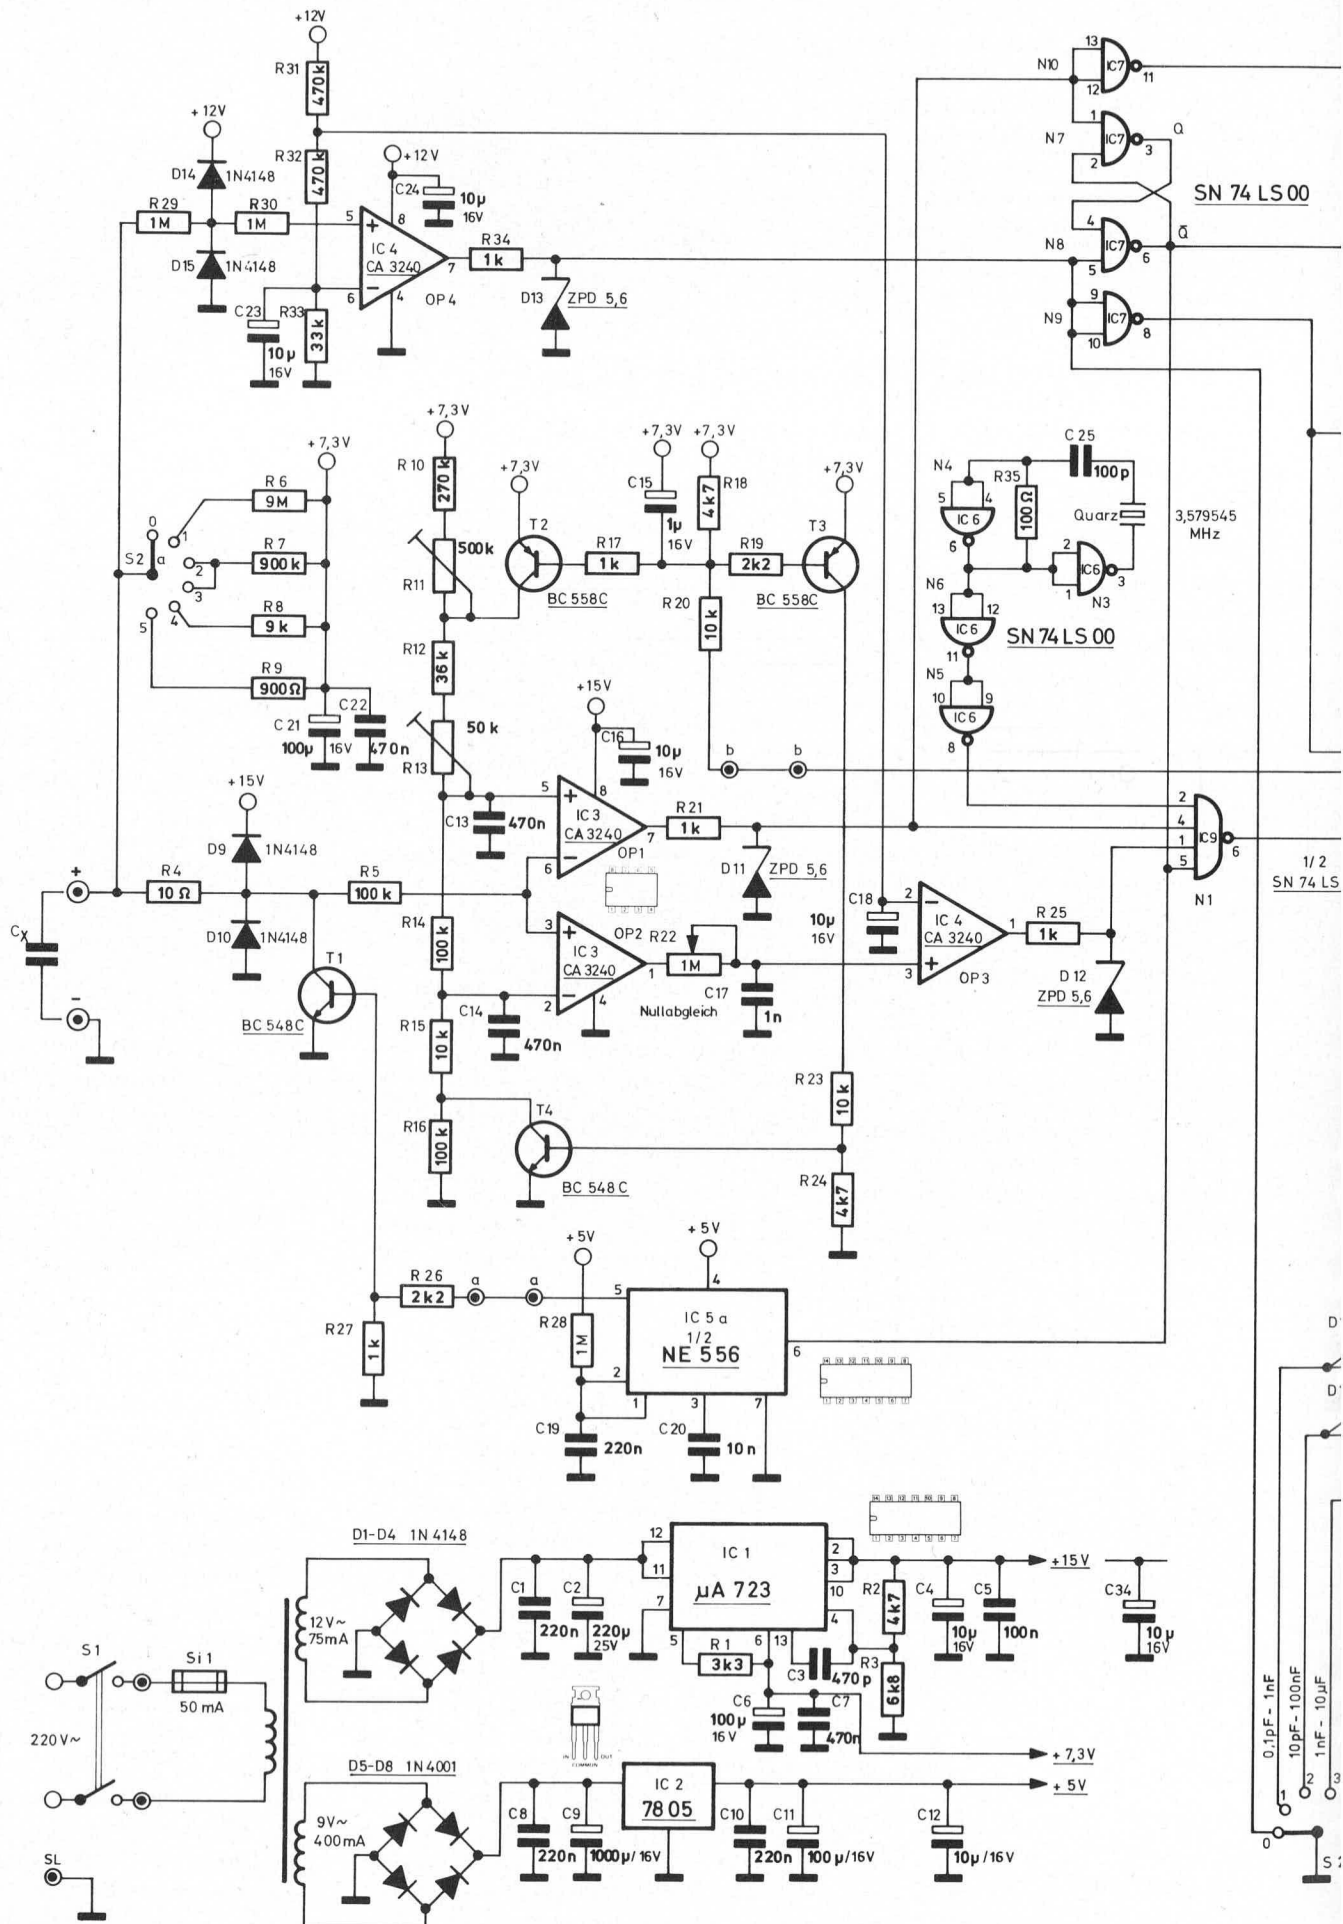 +12V
R31
470k
+12V
D14
1N4148
R32
470k
+12V
C24
10µ
16V
R29
1M
R30
1M
5
+
8
IC 4
CA 3240
7
6
−
4
OP4
D15
1N4148
C23
10µ
16V
R33
33k
R34
1k
D13
ZPD 5,6
N10
13
12
IC7
11
N7
1
2
IC7
3
Q
SN 74 LS 00
N8
4
5
IC7
6
Q̄
N9
9
10
IC7
8
+7,3V
R6
9M
R7
900k
R8
9k
R9
900Ω
S2
a
0
1
2
3
4
5
C21
100µ
16V
C22
470n
+7,3V
R10
270k
500k
R11
R12
36k
50k
R13
+7,3V
T2
BC 558C
R17
1k
+7,3V
C15
1µ
16V
+7,3V
R18
4k7
R19
2k2
R20
10k
+7,3V
T3
BC 558C
C 25
100p
N4
5
4
IC 6
6
R35
100Ω
Quarz
3,579545
MHz
2
1
IC6
3
N3
N6
13
12
IC 6
11
SN 74 LS 00
N5
10
9
IC 6
8
b
b
+15V
C16
10µ
16V
C13
470n
5
+
8
IC 3
CA 3240
7
6
−
OP1
R21
1k
D11
ZPD 5,6
2
4
1
5
IC9
6
N1
1/2
SN 74 LS
+15V
D9
1N4148
+
R4
10Ω
D10
1N4148
R5
100k
Cx
−
T1
BC 548C
R14
100k
3
+
OP2
IC 3
CA 3240
1
2
−
4
R22
1M
Nullabgleich
C17
1n
C14
470n
R15
10k
10µ
16V
C18
2
−
IC 4
CA 3240
1
3
+
OP3
R25
1k
D12
ZPD 5,6
R16
100k
T4
BC 548 C
R23
10k
R24
4k7
R26
2k2
a
a
R27
1k
+5V
R28
1M
+5V
4
5
IC 5a
1/2
NE 556
6
2
1
3
7
C19
220n
C20
10n
D1-D4 1N 4148
12V~
75mA
C1
220n
C2
220µ
25V
12
11
7
IC 1
µA 723
2
3
10
4
5
6
13
R1
3k3
C3
470p
R2
4k7
R3
6k8
C4
10µ
16V
C5
100n
+15V
C34
10µ
16V
C6
100µ
16V
C7
470n
+7,3V
S1
Si 1
50 mA
220V~
SL
D5-D8 1N4001
9V~
400mA
IN
COMMON
OUT
C8
220n
C9
1000µ/16V
IC 2
7805
C10
220n
C11
100µ/16V
C12
10µ/16V
+5V
0,1pF - 1nF
10pF - 100nF
1nF - 10µF
1
2
3
0